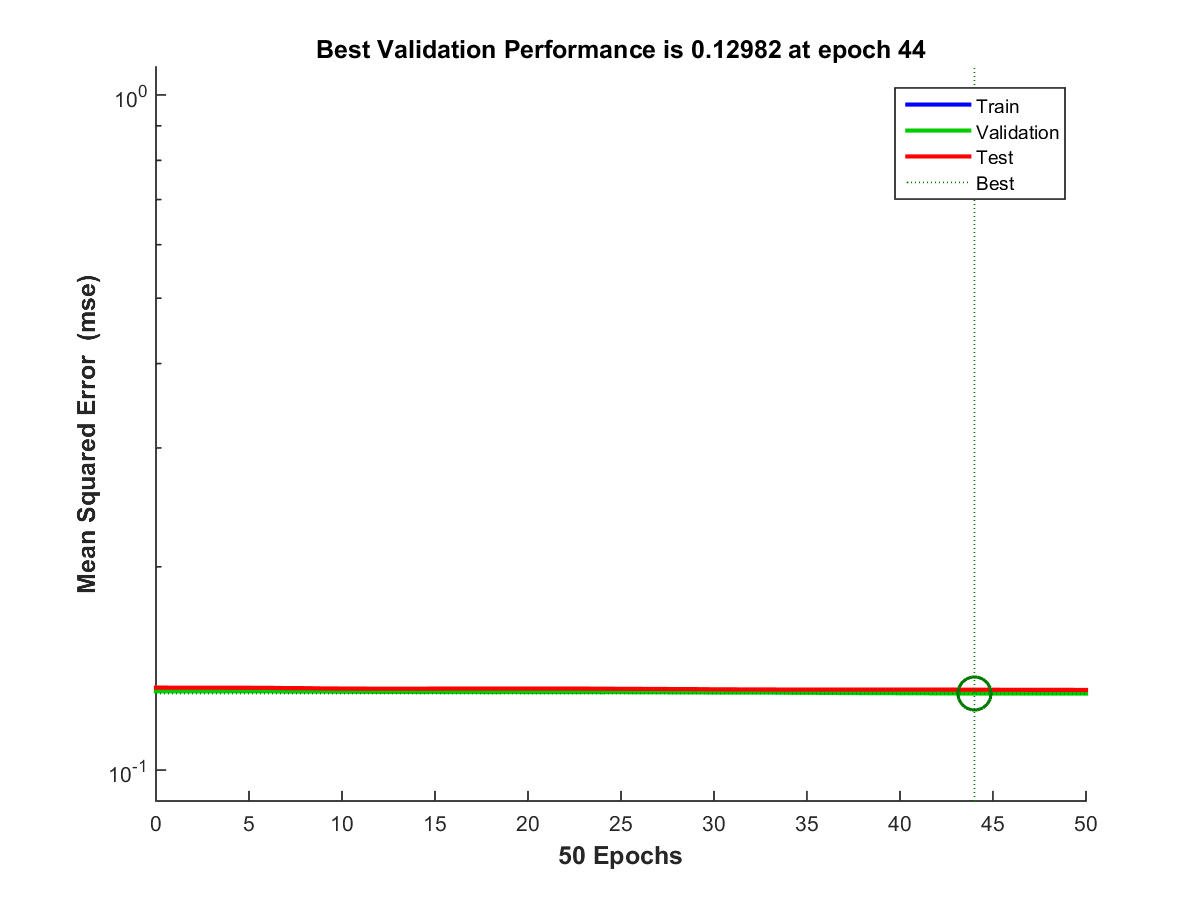 Best Validation Performance is 0.12982 at epoch 44
10^0
Train
Validation
Test
Best
Mean Squared Error  (mse)
10^-1
0 5 10 15 20 25 30 35 40 45 50
50 Epochs